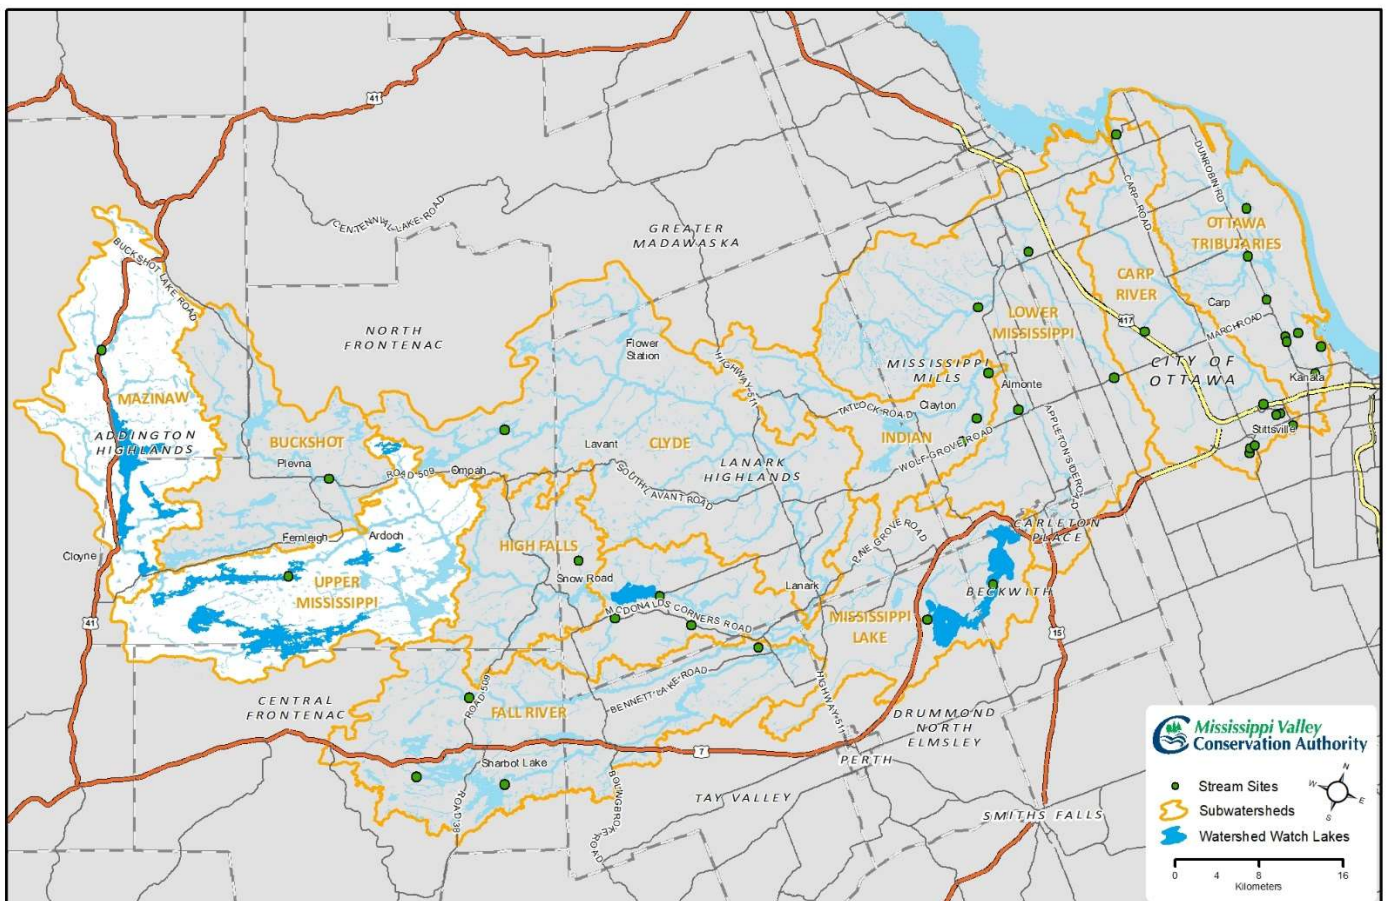 41
CENTENNIAL LAKE ROAD
GREATER
MADAWASKA
BUCKSHOT LAKE ROAD
NORTH
FRONTENAC
Flower
Station
DUNROBIN RD
CARP ROAD
OTTAWA
TRIBUTARIES
CARP
RIVER
Carp
417
MARCH ROAD
LOWER
MISSISSIPPI
CITY OF
OTTAWA
Kanata
Stittsville
MISSISSIPPI
MILLS
Almonte
HIGHWAY 511
TATLOCK ROAD
Clayton
INDIAN
WOLF GROVE ROAD
APPLETON SIDEROAD
MAZINAW
ADDINGTON
HIGHLANDS
BUCKSHOT
Plevna
ROAD 509
Ompah
Lavant
CLYDE
LANARK
HIGHLANDS
SOUTH LAVANT ROAD
Cloyne
Fernleigh
Ardoch
UPPER
MISSISSIPPI
HIGH FALLS
Snow Road
MCDONALDS CORNERS ROAD
Lanark
PINE GROVE ROAD
CARLETON
PLACE
BECKWITH
MISSISSIPPI
LAKE
41
15
CENTRAL
FRONTENAC
ROAD 509
FALL RIVER
BENNETT LAKE ROAD
HIGHWAY 511
DRUMMOND
NORTH
ELMSLEY
7
PERTH
Sharbot Lake
ROAD 38
BOLINGBROKE ROAD
TAY VALLEY
SMITHS FALLS
Mississippi Valley
Conservation Authority
Stream Sites
Subwatersheds
Watershed Watch Lakes
N
W
E
S
0 4 8 16
Kilometers